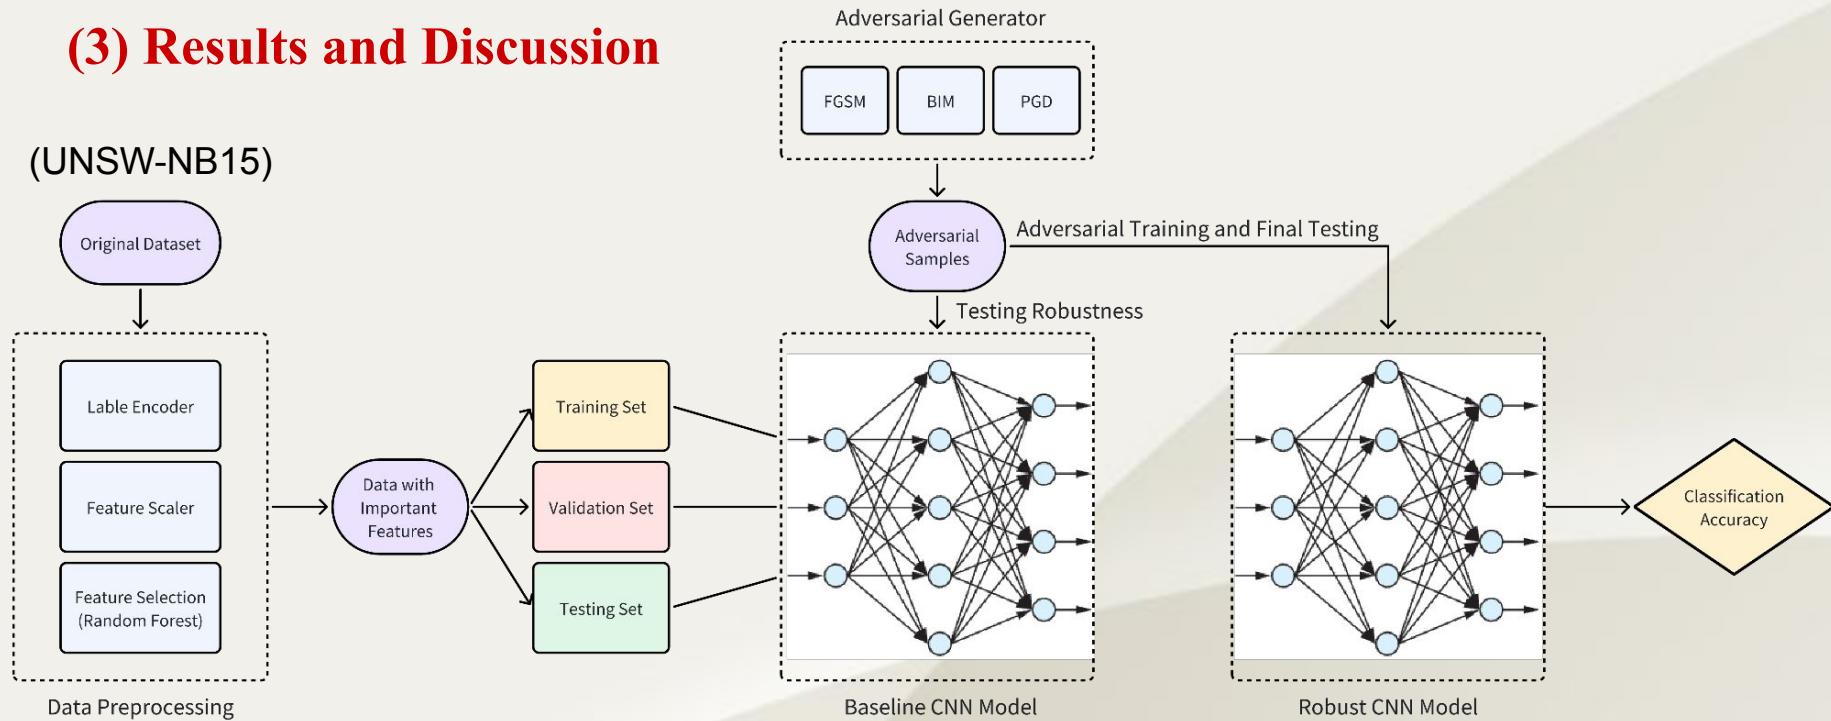 (3) Results and Discussion
Adversarial Generator
FGSM
BIM
PGD
(UNSW-NB15)
Original Dataset
Adversarial
Samples
Adversarial Training and Final Testing
Testing Robustness
Lable Encoder
Feature Scaler
Feature Selection
(Random Forest)
Data Preprocessing
Data with
Important
Features
Training Set
Validation Set
Testing Set
Baseline CNN Model
Robust CNN Model
Classification
Accuracy